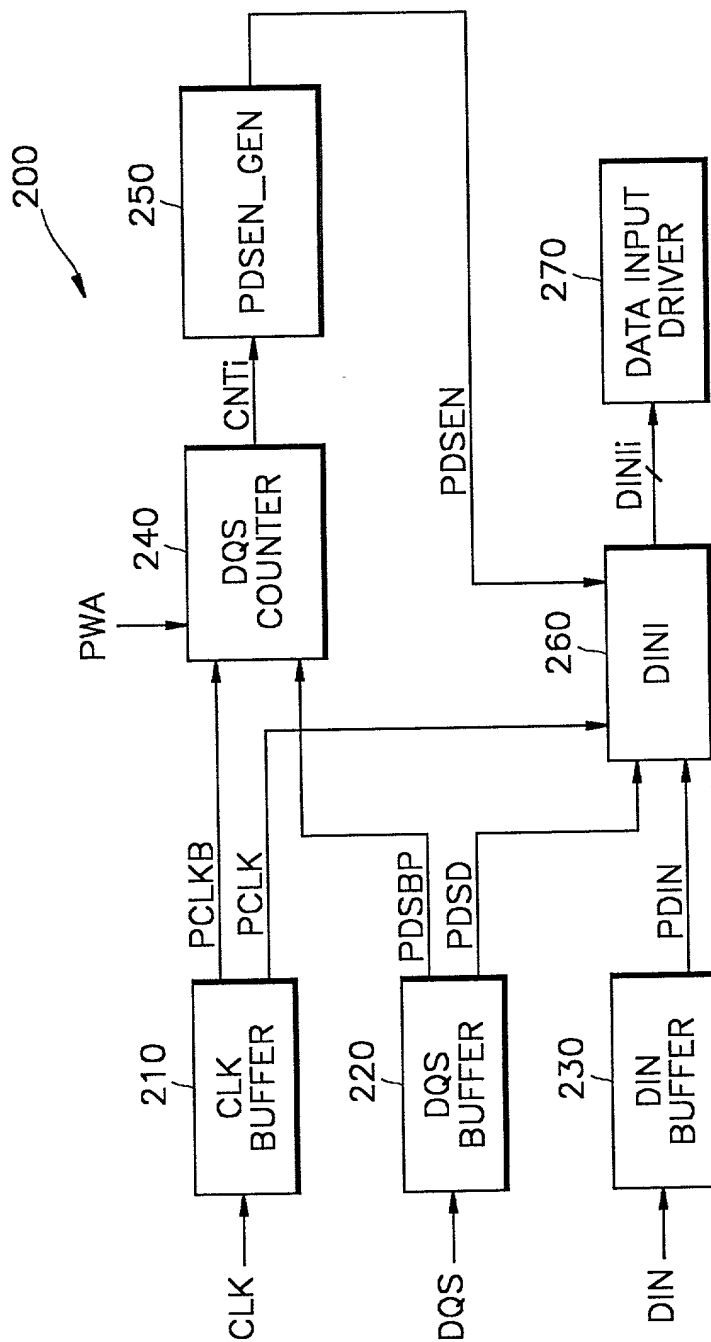 200
CLK
210
CLK
BUFFER
PCLKB
PCLK
PWA
240
DQS
COUNTER
CNTi
250
PDSEN_GEN
DQS
220
DQS
BUFFER
PDSBP
PDSD
PDSEN
DIN
230
DIN
BUFFER
PDIN
260
DINI
DINIi
270
DATA INPUT
DRIVER